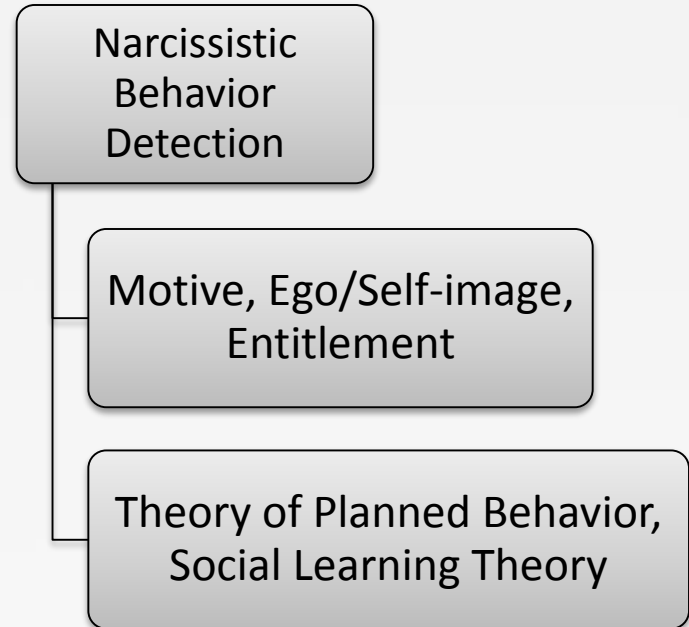 Narcissistic
Behavior
Detection
Motive, Ego/Self-image,
Entitlement
Theory of Planned Behavior,
Social Learning Theory